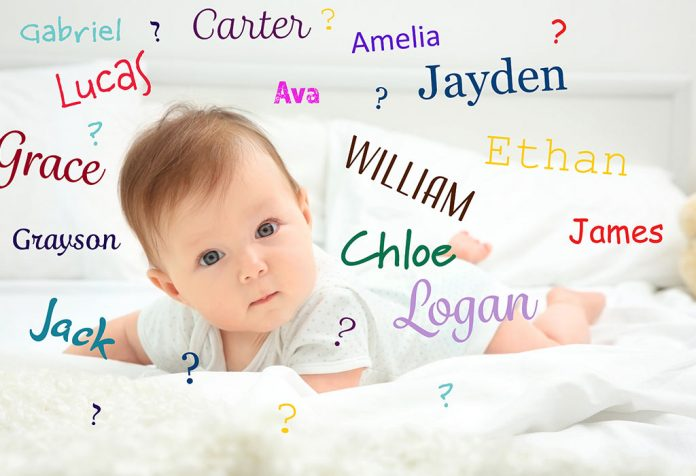 Gabriel ? Carter ? Amelia ?
Lucas Ava ? Jayden
?
Grace WILLIAM Ethan
Grayson Chloe James
Jack Logan
?
?
? ? ?